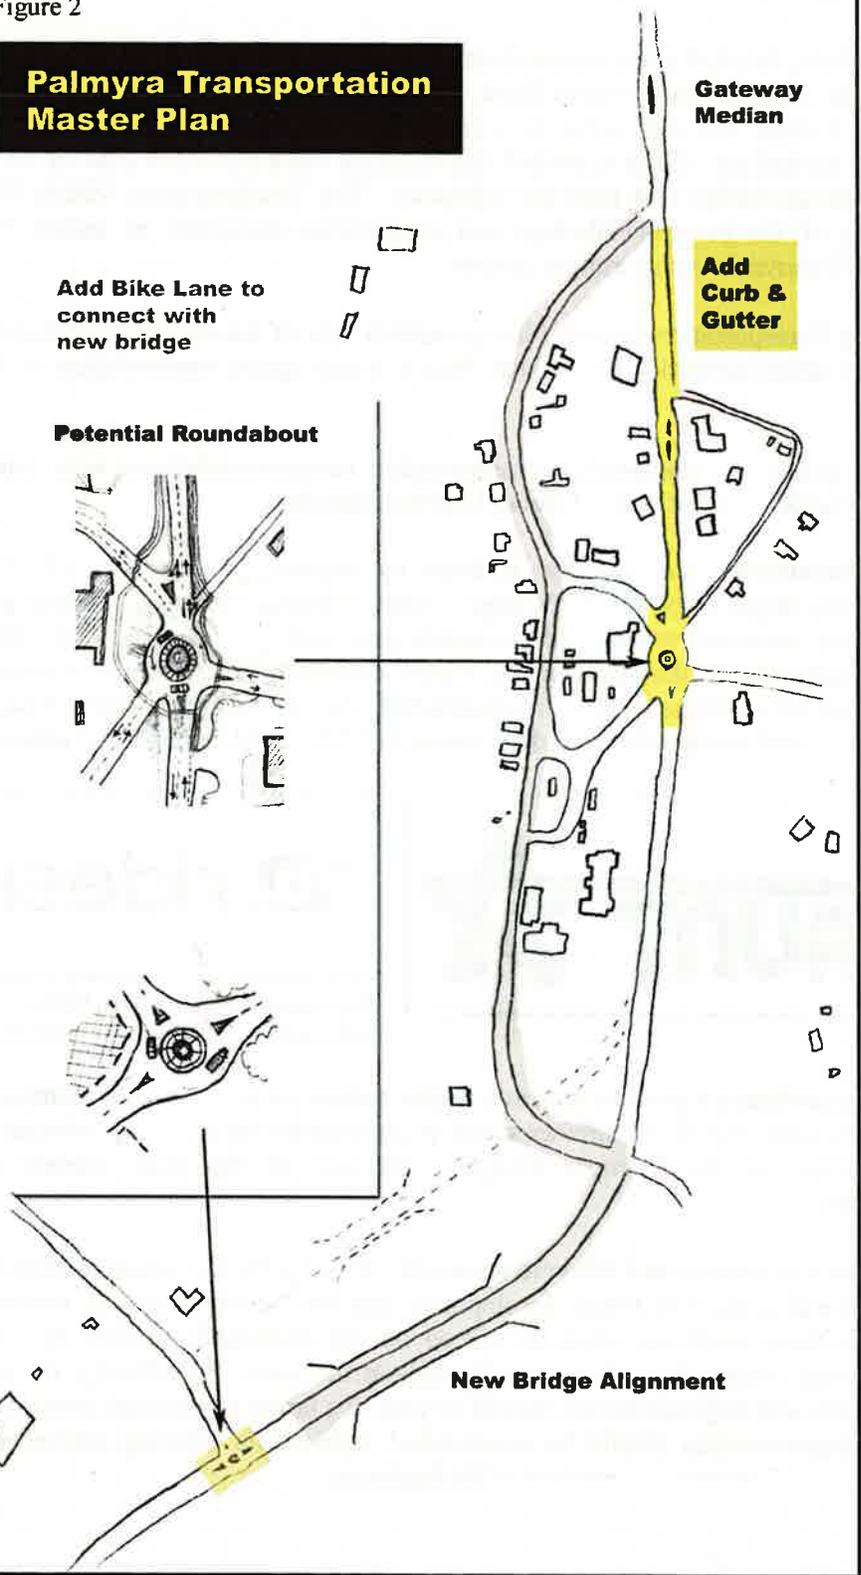 Figure 2
Palmyra Transportation
Master Plan
Gateway
Median
Add
Curb &
Gutter
Add Bike Lane to
connect with
new bridge
Potential Roundabout
New Bridge Alignment